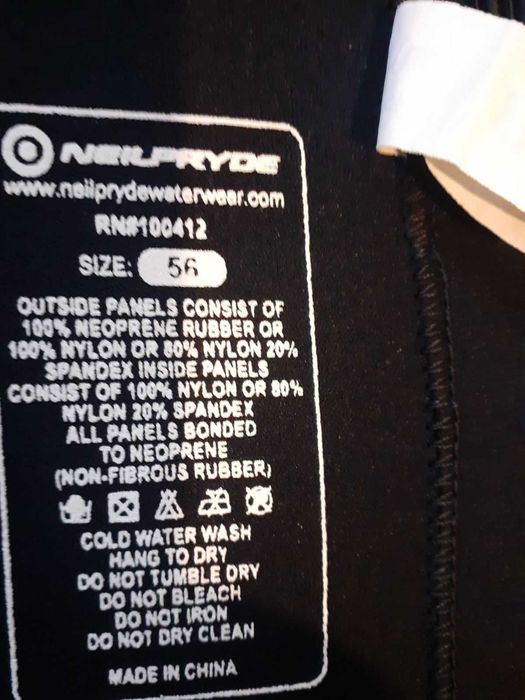 NEILPRYDE
www.neilprydewaterwear.com
RN#100412
SIZE: 56
OUTSIDE PANELS CONSIST OF
100% NEOPRENE RUBBER OR
100% NYLON OR 80% NYLON 20%
SPANDEX INSIDE PANELS
CONSIST OF 100% NYLON OR 80%
NYLON 20% SPANDEX
ALL PANELS BONDED
TO NEOPRENE
(NON-FIBROUS RUBBER)
COLD WATER WASH
HANG TO DRY
DO NOT TUMBLE DRY
DO NOT BLEACH
DO NOT IRON
DO NOT DRY CLEAN
MADE IN CHINA